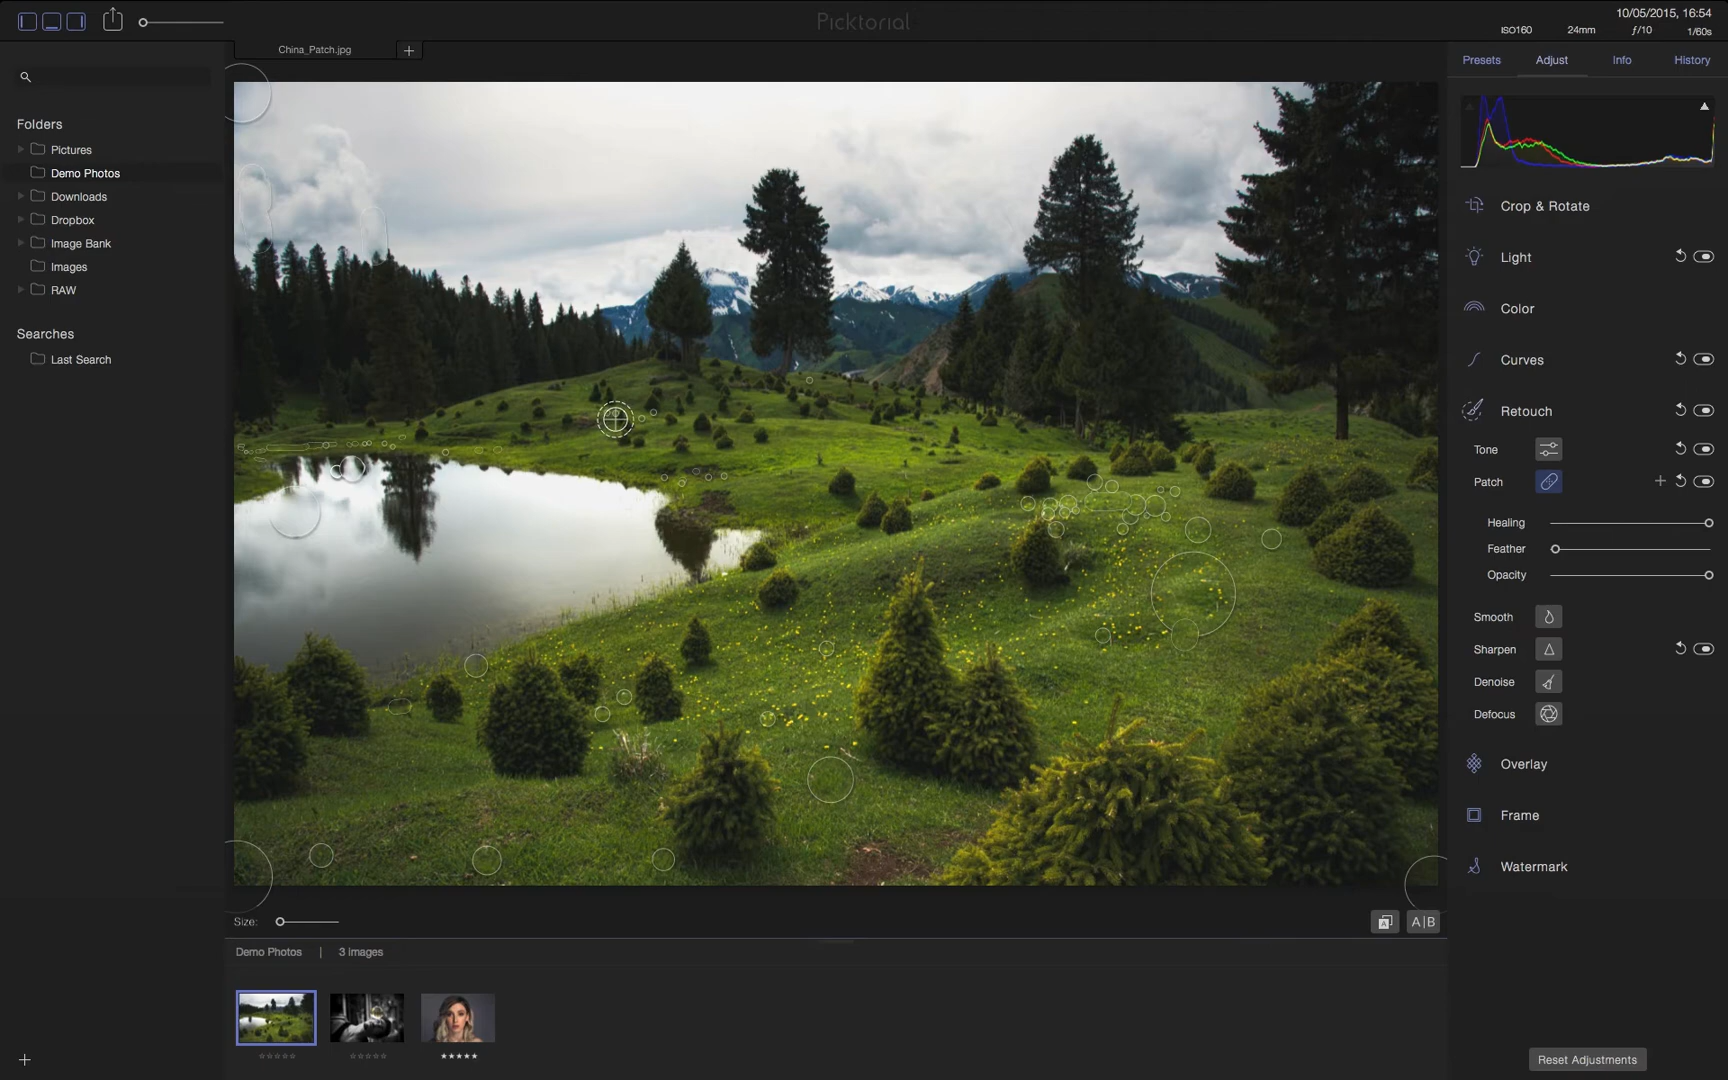 Picktorial
10/05/2015, 16:54
ISO160 24mm ƒ/10 1/60s
China_Patch.jpg +
Presets Adjust Info History
Folders
Pictures
Demo Photos
Downloads
Dropbox
Image Bank
Images
RAW
Searches
Last Search
Crop & Rotate
Light
Color
Curves
Retouch
Tone
Patch
Healing
Feather
Opacity
Smooth
Sharpen
Denoise
Defocus
Overlay
Frame
Watermark
Size:
A|B
Demo Photos | 3 Images
Reset Adjustments